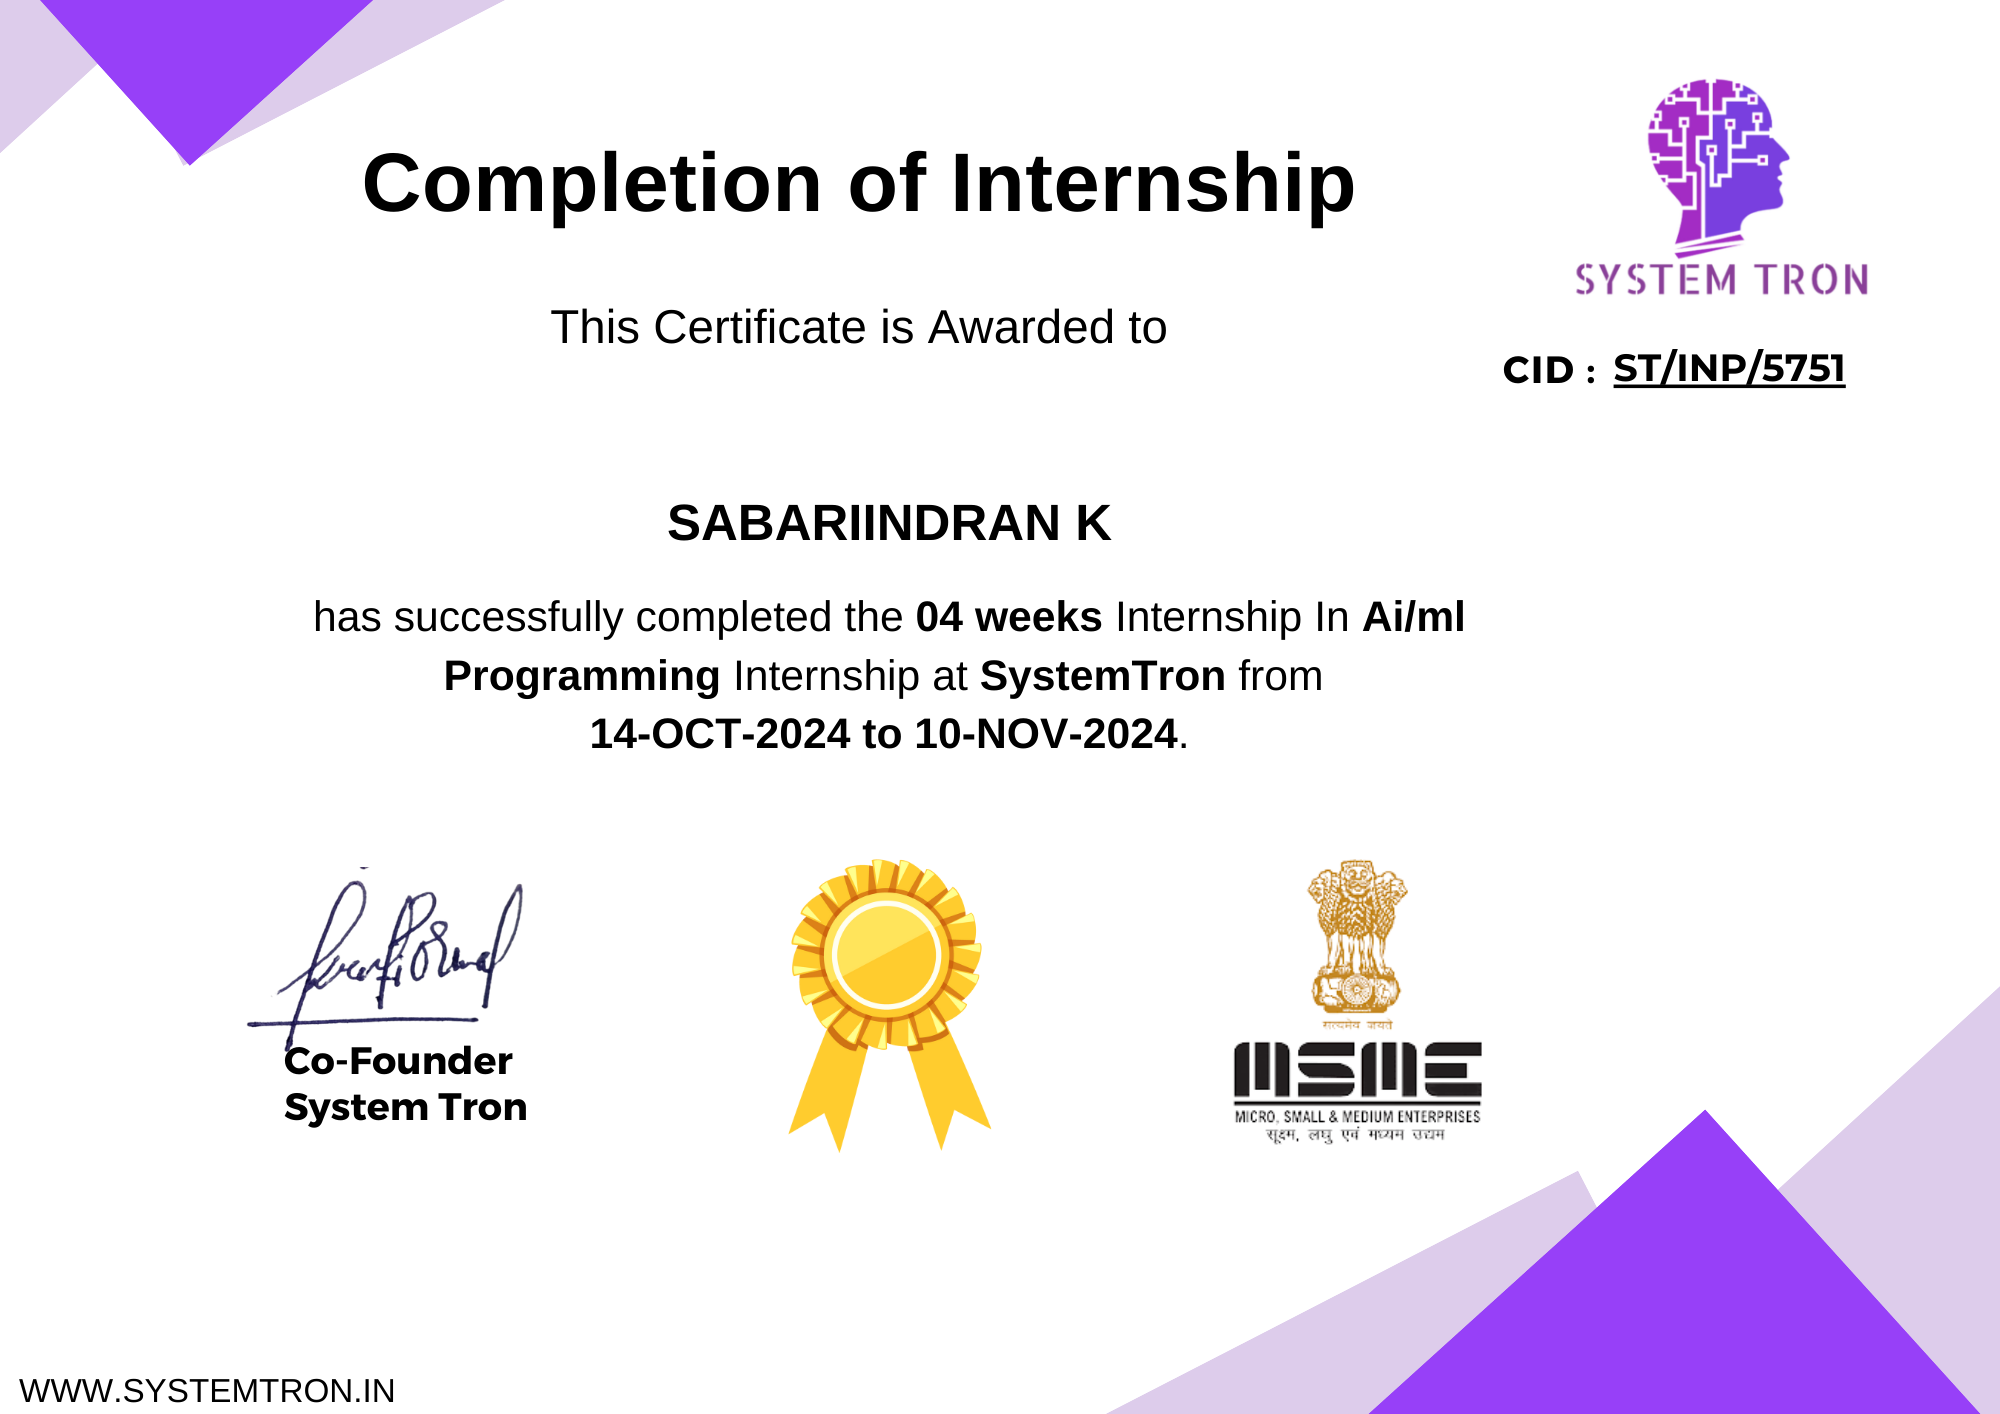 Completion of Internship
SYSTEM TRON
This Certificate is Awarded to
CID : ST/INP/5751
SABARIINDRAN K
has successfully completed the 04 weeks Internship In Ai/ml
Programming Internship at SystemTron from
14-OCT-2024 to 10-NOV-2024.
Co-Founder
System Tron
सत्यमेव जयते
MSME
MICRO, SMALL & MEDIUM ENTERPRISES
सूक्ष्म, लघु एवं मध्यम उद्यम
WWW.SYSTEMTRON.IN